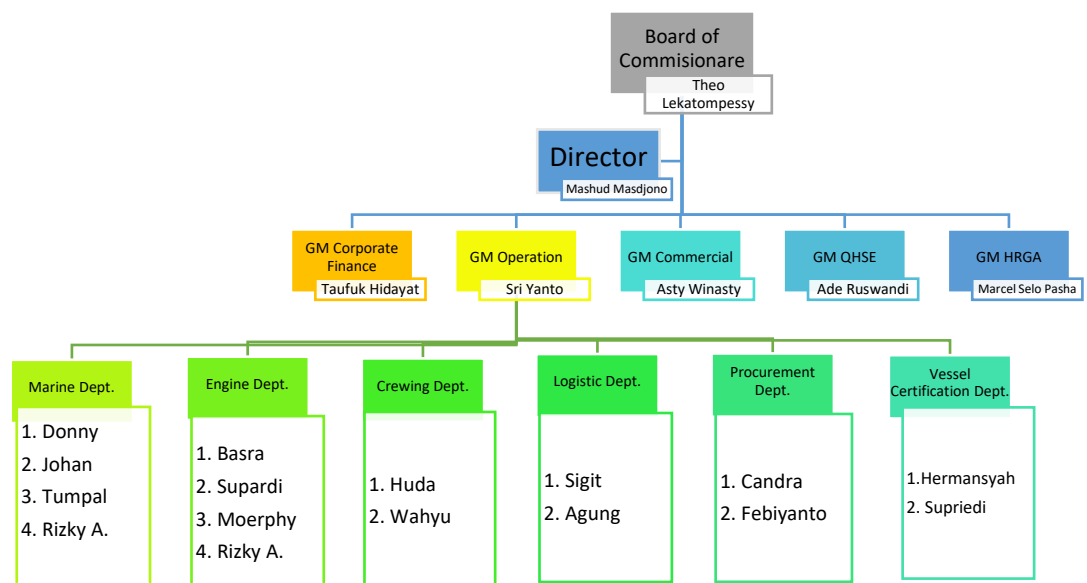 Board of
Commisionare
Theo
Lekatompessy
Director
Mashud Masdjono
GM Corporate
Finance
Taufuk Hidayat
GM Operation
Sri Yanto
GM Commercial
Asty Winasty
GM QHSE
Ade Ruswandi
GM HRGA
Marcel Selo Pasha
Marine Dept.
1. Donny
2. Johan
3. Tumpal
4. Rizky A.
Engine Dept.
1. Basra
2. Supardi
3. Moerphy
4. Rizky A.
Crewing Dept.
1. Huda
2. Wahyu
Logistic Dept.
1. Sigit
2. Agung
Procurement
Dept.
1. Candra
2. Febiyanto
Vessel
Certification Dept.
1.Hermansyah
2. Supriedi